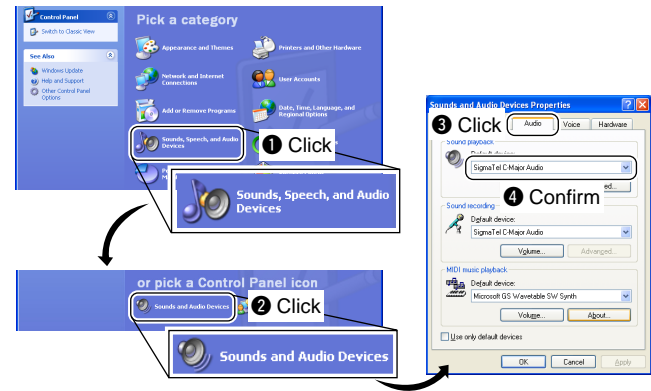 Control Panel
Switch to Classic View
See Also
Windows Update
Help and Support
Other Control Panel
Options
Pick a category
Appearance and Themes
Printers and Other Hardware
Network and Internet
Connections
User Accounts
Add or Remove Programs
Date, Time, Language, and
Regional Options
Sounds, Speech, and Audio
Devices
❶ Click
Sounds, Speech, and Audio
Devices
or pick a Control Panel icon
Sounds and Audio Devices
❷ Click
Sounds and Audio Devices
Sounds and Audio Devices Properties
❸ Click
Audio
Voice
Hardware
Sound playback
Default device:
SigmaTel C-Major Audio
ed...
❹ Confirm
Sound recording
Default device:
SigmaTel C-Major Audio
Volume...
Advanced...
MIDI music playback
Default device:
Microsoft GS Wavetable SW Synth
Volume...
About...
Use only default devices
OK
Cancel
Apply